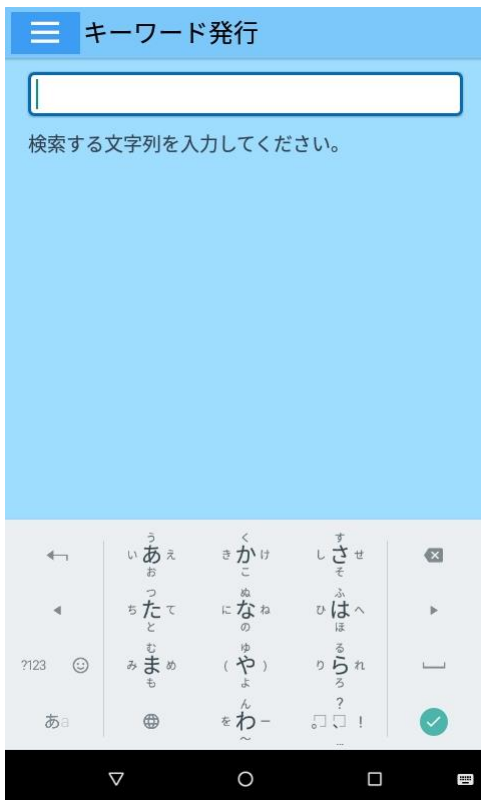 キーワード発行
検索する文字列を入力してください。
う く す
い あ え き か け し さ せ
お こ そ
つ ぬ ふ
ち た て に な ね ひ は へ
と の ほ
む ゆ る
?123 み ま め ( や ) り ら れ
も よ ろ
ん ?
あa を わ ー 。 、 !
～ …